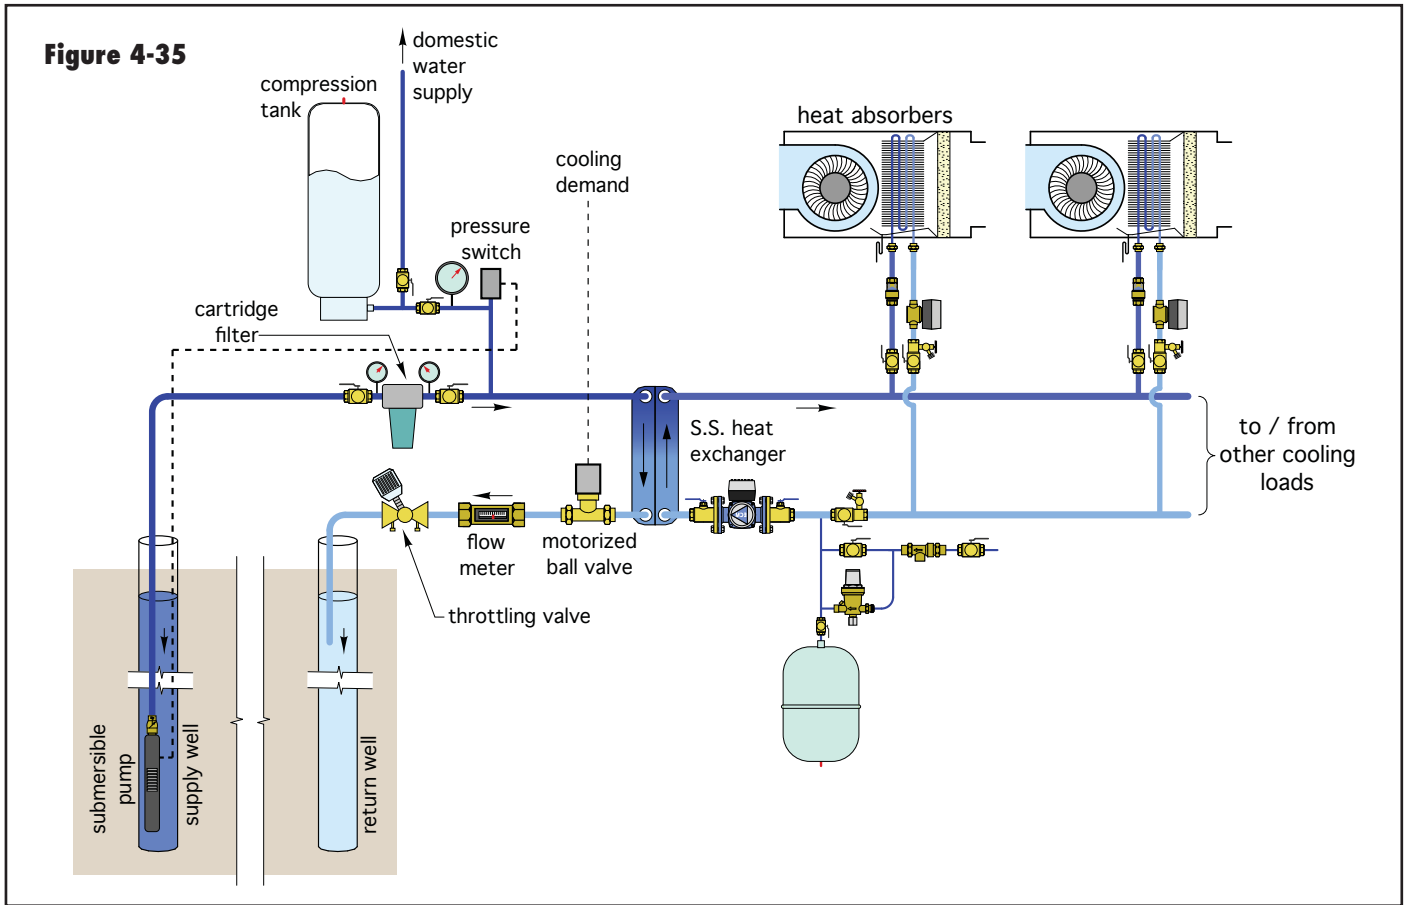 Figure 4-35
domestic
water
supply
compression
tank
cooling
demand
heat absorbers
pressure
switch
cartridge
filter
S.S. heat
exchanger
to / from
other cooling
loads
flow
meter
motorized
ball valve
throttling valve
submersible
pump
supply well
return well